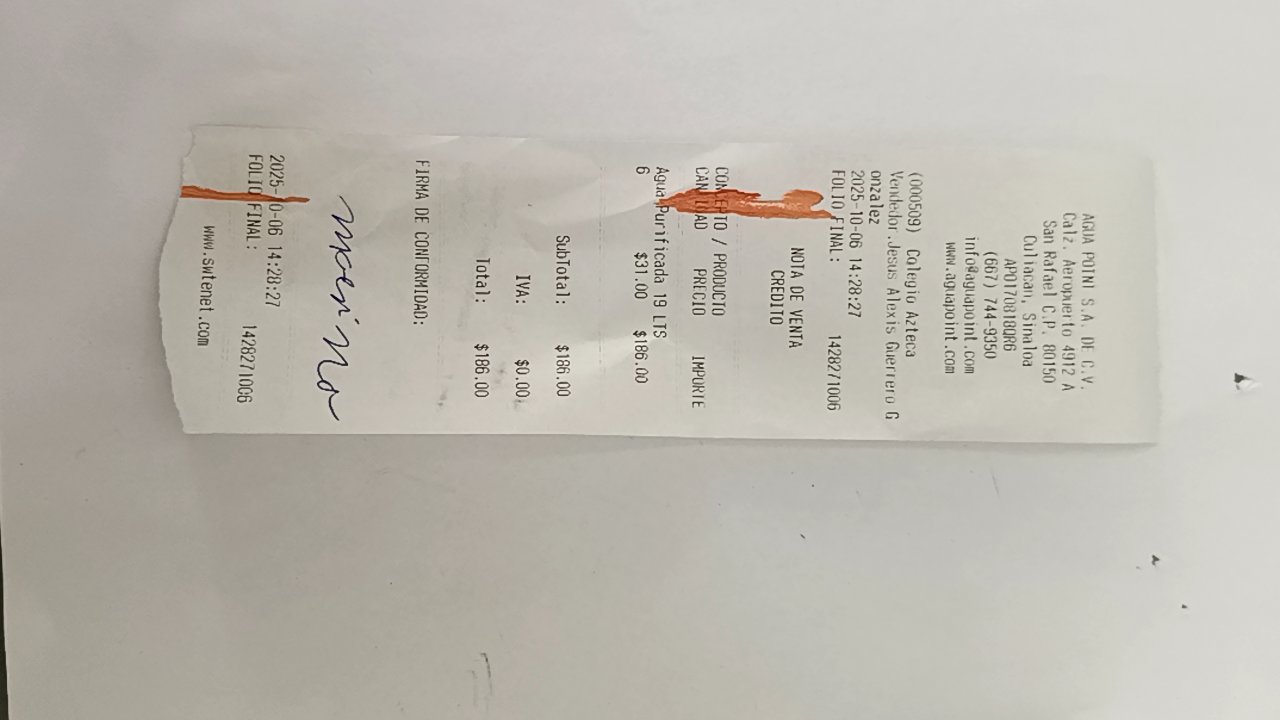 AGUA POINT S.A. DE C.V.
Calz. Aeropuerto 4912 A
San Rafael C.P. 80150
Culiacan, Sinaloa
APO170818QR6
(667) 744-9350
info@aguapoint.com
www.aguapoint.com
(000509) Colegio Azteca
Vendedor.Jesus Alexis Guerrero G
onzalez
2025-10-06 14:28:27
FOLIO FINAL: 1428271006
NOTA DE VENTA
CREDITO
CONCEPTO / PRODUCTO
CANTIDAD PRECIO IMPORTE
Agua Purificada 19 LTS
6 $31.00 $186.00
SubTotal: $186.00
IVA: $0.00
Total: $186.00
FIRMA DE CONFORMIDAD:
2025-10-06 14:28:27
FOLIO FINAL: 1428271006
www.swtenet.com